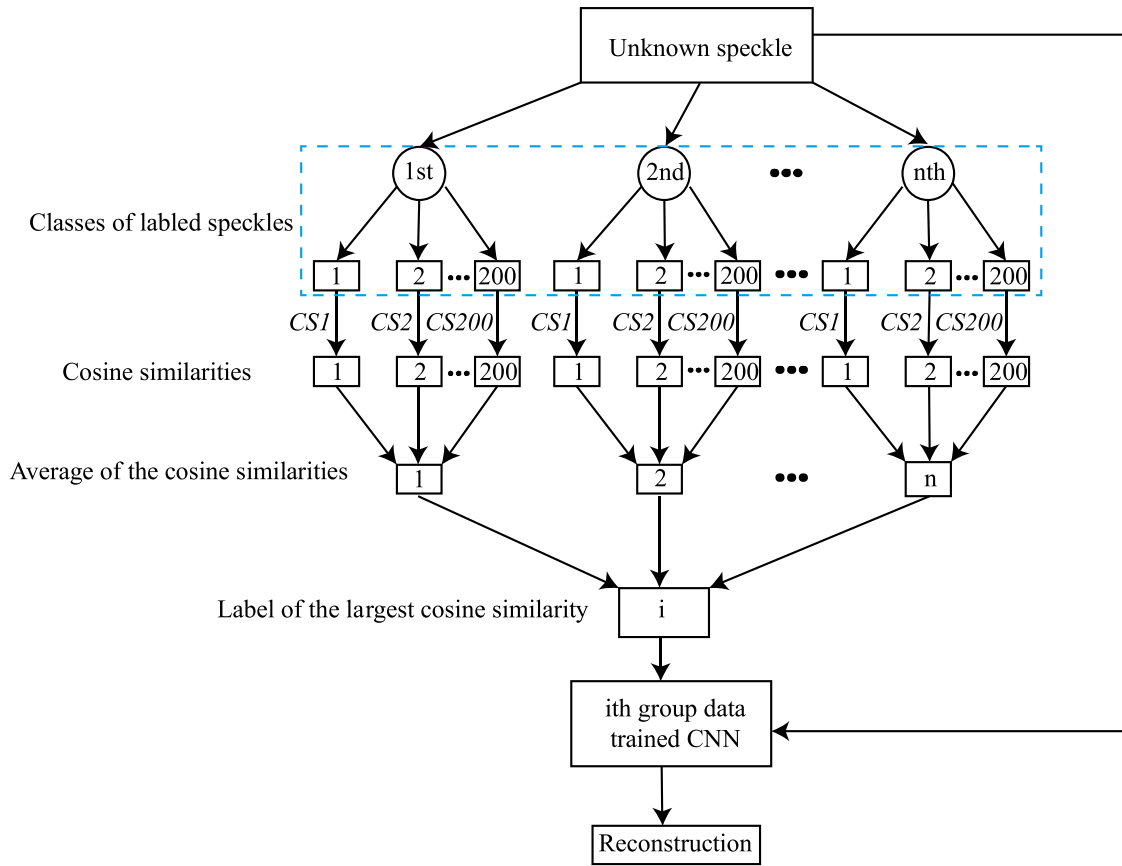 Unknown speckle
1st 2nd ••• nth
Classes of labled speckles
1 2 ••• 200 1 2 ••• 200 ••• 1 2 ••• 200
CS1 CS2 CS200 CS1 CS2 CS200 CS1 CS2 CS200
Cosine similarities 1 2 ••• 200 1 2 ••• 200 ••• 1 2 ••• 200
Average of the cosine similarities 1 2 ••• n
Label of the largest cosine similarity i
ith group data
trained CNN
Reconstruction